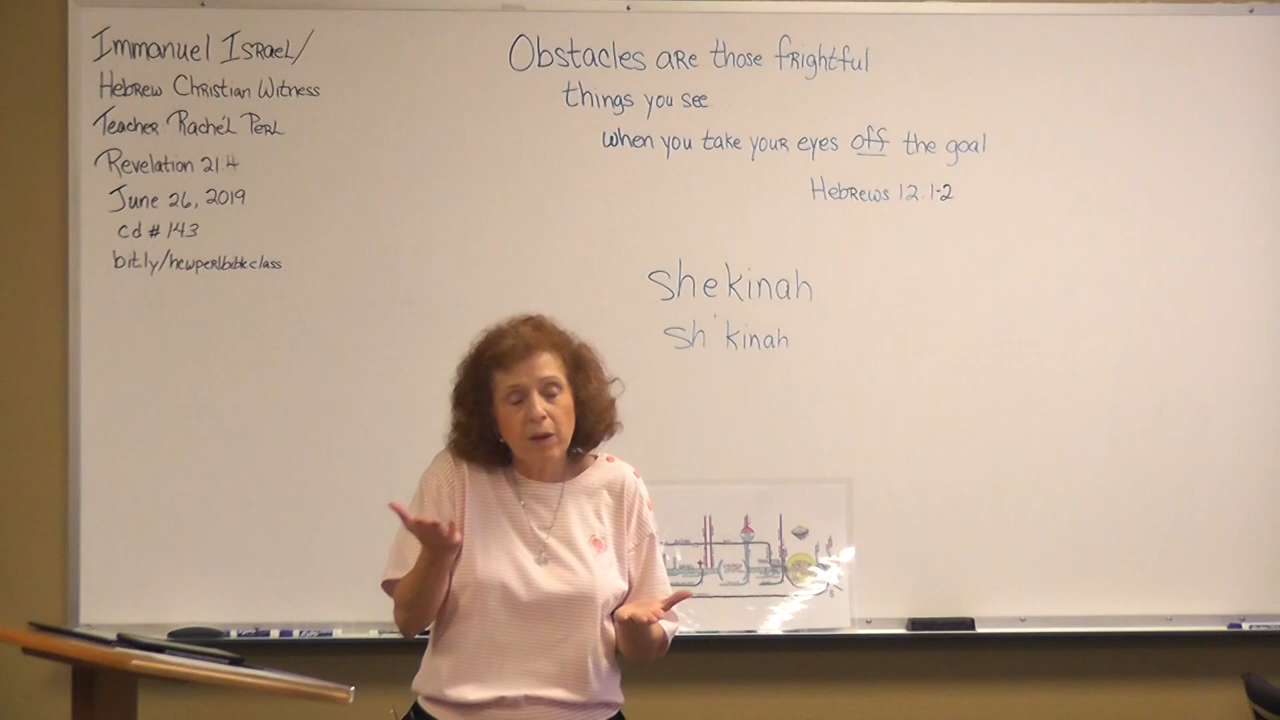 Immanuel Israel/
Hebrew Christian Witness
Teacher Rachel Perl
Revelation 21.4
June 26, 2019
cd # 143
bit.ly/newperlbibleclass
Obstacles are those frightful
things you see
when you take your eyes off the goal
Hebrews 12.1-2
shekinah
sh'kinah